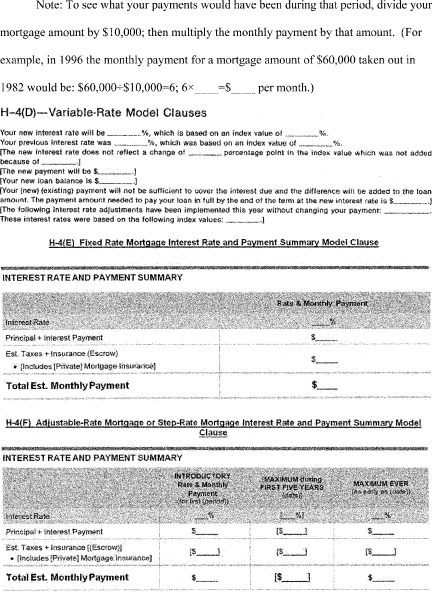 Note: To see what your payments would have been during that period, divide your
mortgage amount by $10,000; then multiply the monthly payment by that amount. (For
example, in 1996 the monthly payment for a mortgage amount of $60,000 taken out in
1982 would be: $60,000÷$10,000=6; 6×____=$____ per month.)
H-4(D)—Variable-Rate Model Clauses
Your new interest rate will be ______%, which is based on an index value of ______%.
Your previous interest rate was ______%, which was based on an index value of ______%.
[The new interest rate does not reflect a change of ______ percentage point in the index value which was not added
because of ______.]
[The new payment will be $______.]
[Your new loan balance is $______.]
[Your (new) (existing) payment will not be sufficient to cover the interest due and the difference will be added to the loan
amount. The payment amount needed to pay your loan in full by the end of the term at the new interest rate is $______.]
[The following interest rate adjustments have been implemented this year without changing your payment: ______.
These interest rates were based on the following index values: ______.]
H-4(E) Fixed Rate Mortgage Interest Rate and Payment Summary Model Clause
INTEREST RATE AND PAYMENT SUMMARY
Rate & Monthly Payment
Interest Rate ____%
Principal + Interest Payment $____
Est. Taxes + Insurance (Escrow)
• [Includes [Private] Mortgage Insurance] $____
Total Est. Monthly Payment $____
H-4(F) Adjustable-Rate Mortgage or Step-Rate Mortgage Interest Rate and Payment Summary Model
Clause
INTEREST RATE AND PAYMENT SUMMARY
INTRODUCTORY
Rate & Monthly
Payment
(for first (period))
MAXIMUM during
FIRST FIVE YEARS
(date)
MAXIMUM EVER
(as early as (date))
Interest Rate ____% [____%] ____%
Principal + Interest Payment $____ [$____] $____
Est. Taxes + Insurance [(Escrow)]
• [Includes [Private] Mortgage Insurance] [$____] [$____] [$____]
Total Est. Monthly Payment $____ [$____] $____